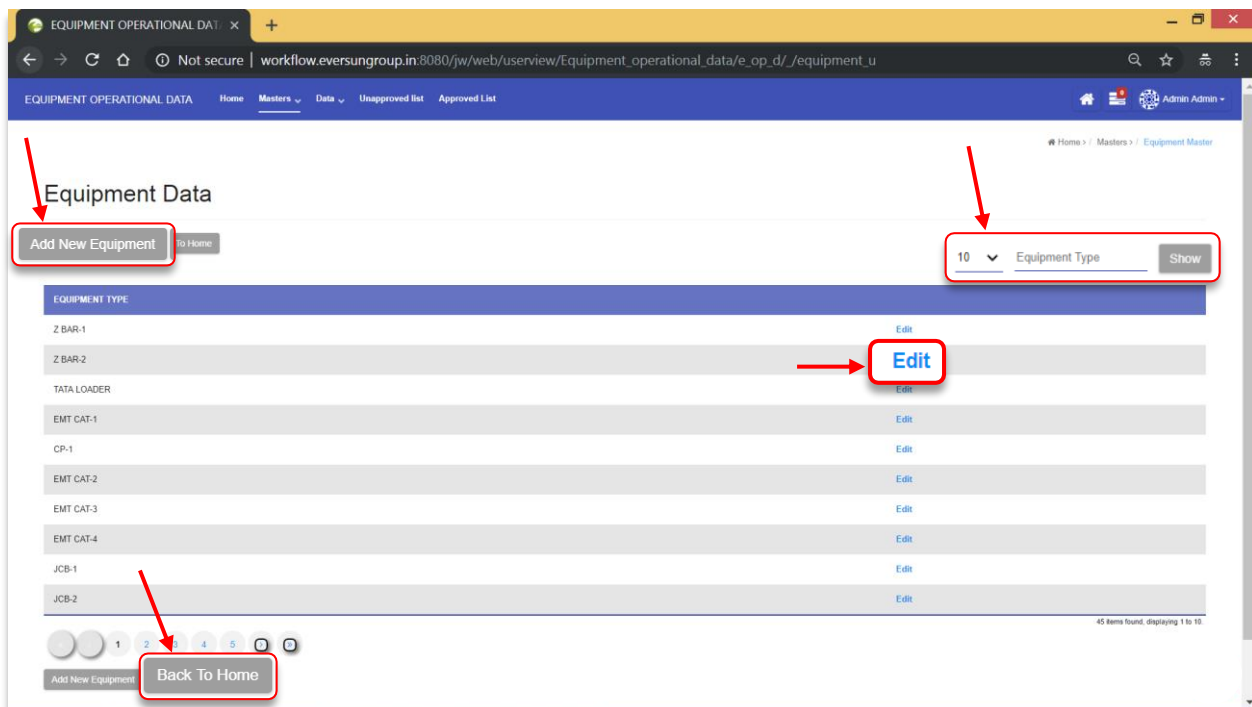 EQUIPMENT OPERATIONAL DAT
Not secure | workflow.eversungroup.in:8080/jw/web/userview/Equipment_operational_data/e_op_d/_/equipment_u
EQUIPMENT OPERATIONAL DATA Home Masters Data Unapproved list Approved List Admin Admin
Home > / Masters > / Equipment Master
Equipment Data
Add New Equipment To Home
10 Equipment Type Show
EQUIPMENT TYPE
Z BAR-1 Edit
Z BAR-2 Edit
TATA LOADER Edit
EMT CAT-1 Edit
CP-1 Edit
EMT CAT-2 Edit
EMT CAT-3 Edit
EMT CAT-4 Edit
JCB-1 Edit
JCB-2 Edit
45 items found, displaying 1 to 10.
1 2 3 4 5
Add New Equipment Back To Home